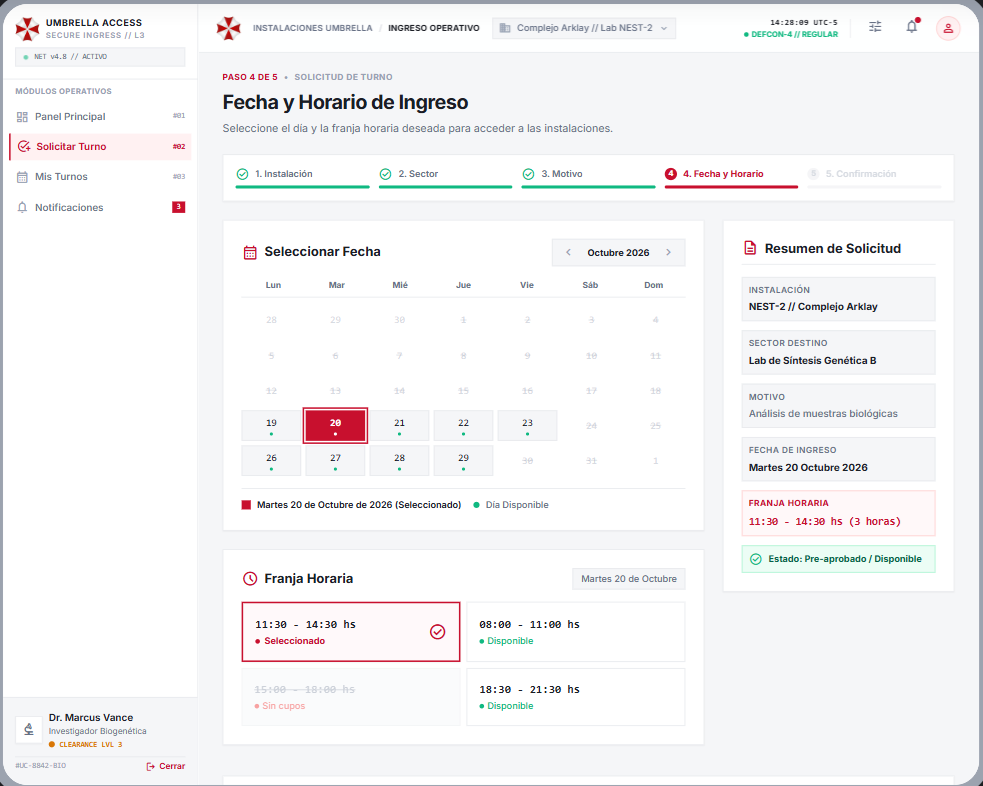 UMBRELLA ACCESS
SECURE INGRESS // L3
NET v4.8 // ACTIVO
MÓDULOS OPERATIVOS
Panel Principal #01
Solicitar Turno #02
Mis Turnos #03
Notificaciones 3
Dr. Marcus Vance
Investigador Biogenética
CLEARANCE LVL 3
#UC-8842-BIO Cerrar
INSTALACIONES UMBRELLA / INGRESO OPERATIVO Complejo Arklay // Lab NEST-2
14:28:09 UTC-5
DEFCON-4 // REGULAR
PASO 4 DE 5 • SOLICITUD DE TURNO
Fecha y Horario de Ingreso
Seleccione el día y la franja horaria deseada para acceder a las instalaciones.
1. Instalación 2. Sector 3. Motivo 4 4. Fecha y Horario 5 5. Confirmación
Seleccionar Fecha Octubre 2026
Lun Mar Mié Jue Vie Sáb Dom
28 29 30 1 2 3 4
5 6 7 8 9 10 11
12 13 14 15 16 17 18
19 20 21 22 23 24 25
26 27 28 29 30 31 1
Martes 20 de Octubre de 2026 (Seleccionado) Día Disponible
Franja Horaria Martes 20 de Octubre
11:30 - 14:30 hs
Seleccionado
08:00 - 11:00 hs
Disponible
15:00 - 18:00 hs
Sin cupos
18:30 - 21:30 hs
Disponible
Resumen de Solicitud
INSTALACIÓN
NEST-2 // Complejo Arklay
SECTOR DESTINO
Lab de Síntesis Genética B
MOTIVO
Análisis de muestras biológicas
FECHA DE INGRESO
Martes 20 Octubre 2026
FRANJA HORARIA
11:30 - 14:30 hs (3 horas)
Estado: Pre-aprobado / Disponible